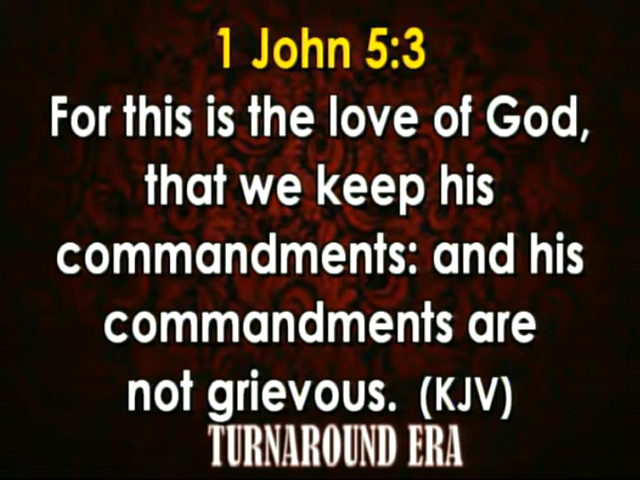 1 John 5:3
For this is the love of God,
that we keep his
commandments: and his
commandments are
not grievous. (KJV)
TURNAROUND ERA